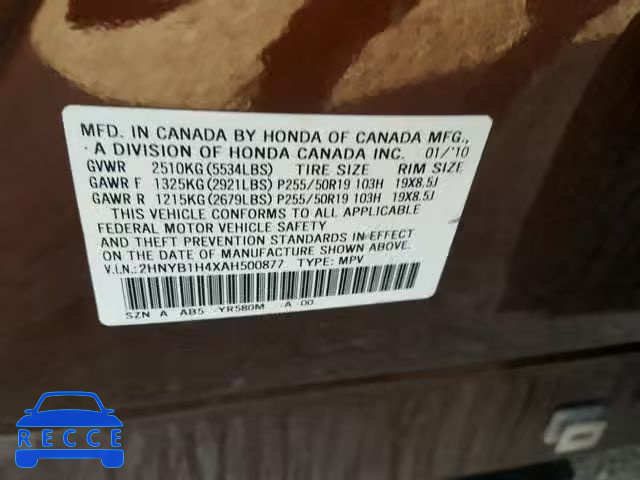 MFD. IN CANADA BY HONDA OF CANADA MFG.,
A DIVISION OF HONDA CANADA INC. 01/'10
GVWR 2510KG (5534LBS) TIRE SIZE RIM SIZE
GAWR F 1325KG (2921LBS) P255/50R19 103H 19X8.5J
GAWR R 1215KG (2679LBS) P255/50R19 103H 19X8.5J
THIS VEHICLE CONFORMS TO ALL APPLICABLE
FEDERAL MOTOR VEHICLE SAFETY
AND THEFT PREVENTION STANDARDS IN EFFECT
ON THE DATE OF MANUFACTURE SHOWN ABOVE.
V.I.N.:2HNYB1H4XAH500877 TYPE: MPV
SZN A AB5 YR580M A -00
RECCE